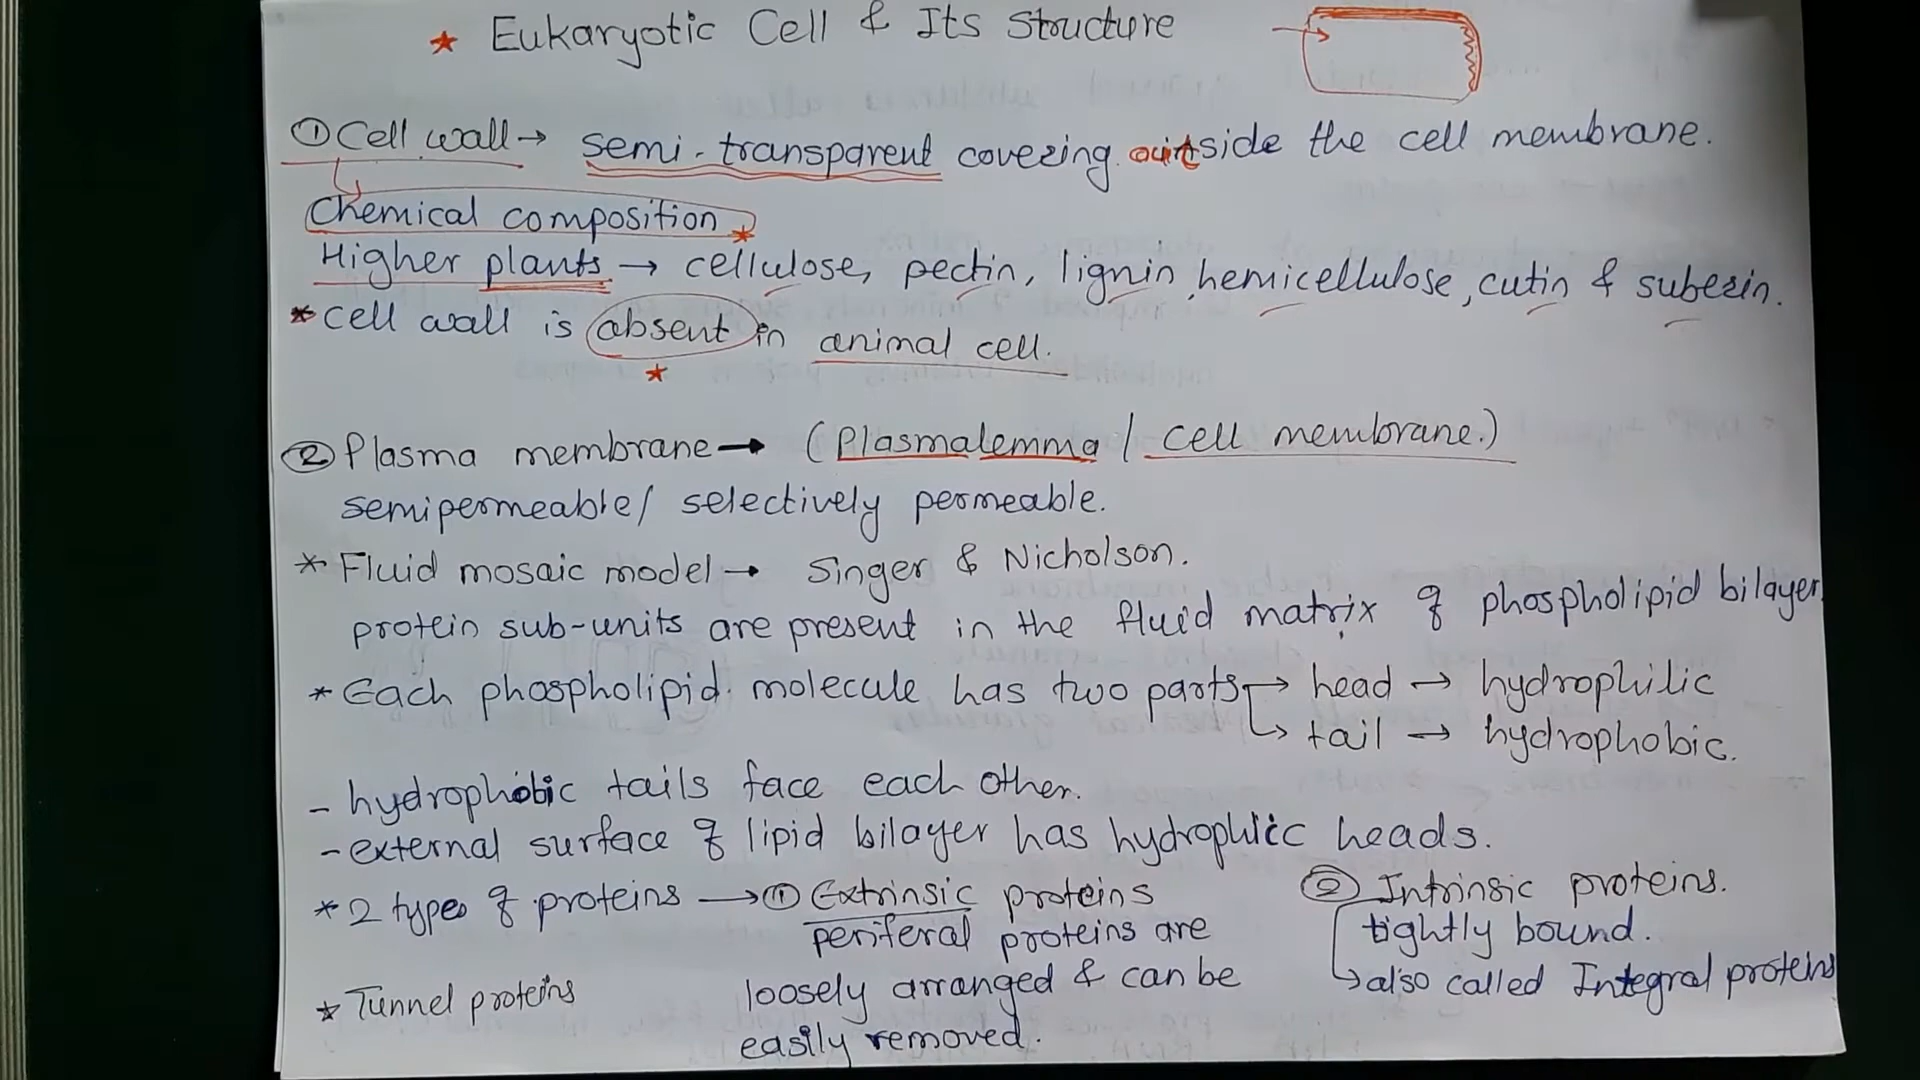 ★ Eukaryotic Cell & Its Structure
① Cell wall → semi-transparent covering outside the cell membrane.
Chemical composition
Higher plants → cellulose, pectin, lignin, hemicellulose, cutin & suberin.
* cell wall is absent in animal cell.
② Plasma membrane → (Plasmalemma / cell membrane.)
semipermeable/ selectively permeable.
* Fluid mosaic model → Singer & Nicholson.
protein sub-units are present in the fluid matrix of phospholipid bilayer.
* Each phospholipid molecule has two parts → head → hydrophilic
↳ tail → hydrophobic.
- hydrophobic tails face each other.
- external surface of lipid bilayer has hydrophlic heads.
* 2 types of proteins → ① Extrinsic proteins
periferal proteins are
loosely arranged & can be
easily removed.
② Intrinsic proteins.
tightly bound.
↳ also called Integral proteins
* Tunnel proteins